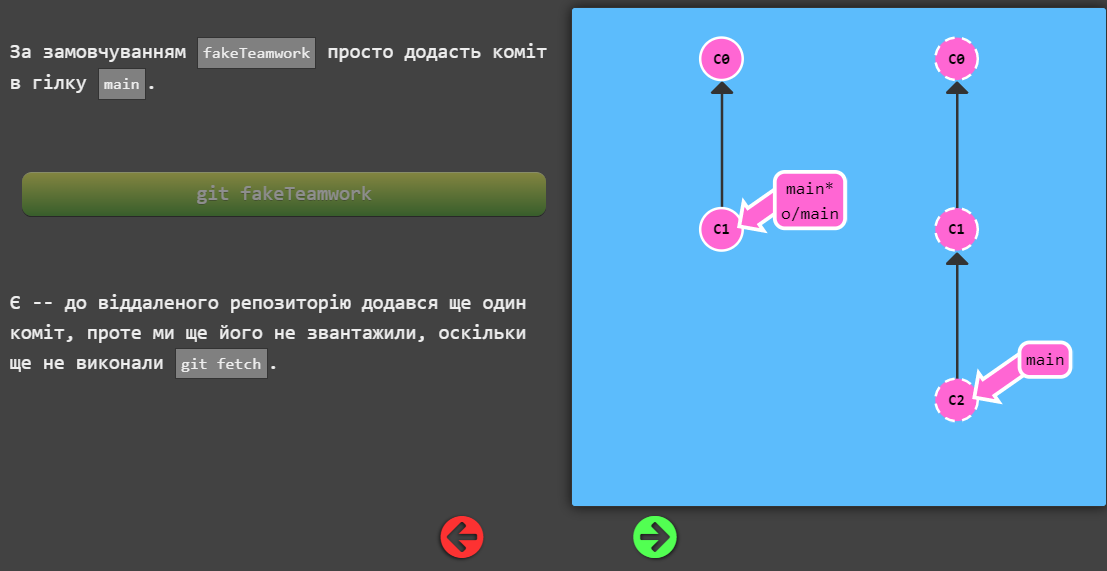 За замовчуванням fakeTeamwork просто додасть коміт
в гілку main.
git fakeTeamwork
Є -- до віддаленого репозиторію додався ще один
коміт, проте ми ще його не звантажили, оскільки
ще не виконали git fetch.
C0
C0
main*
o/main
C1
C1
main
C2